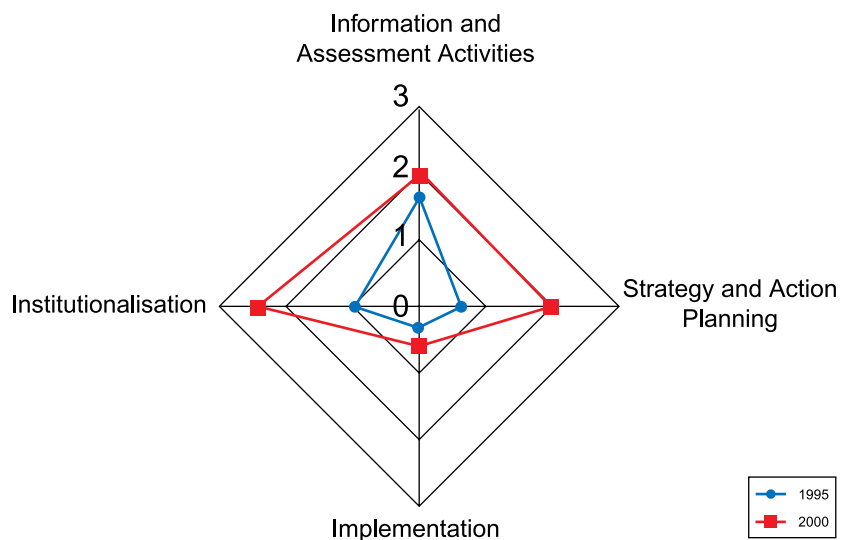 Information and
Assessment Activities
3
2
1
0
Institutionalisation
Strategy and Action
Planning
Implementation
1995
2000